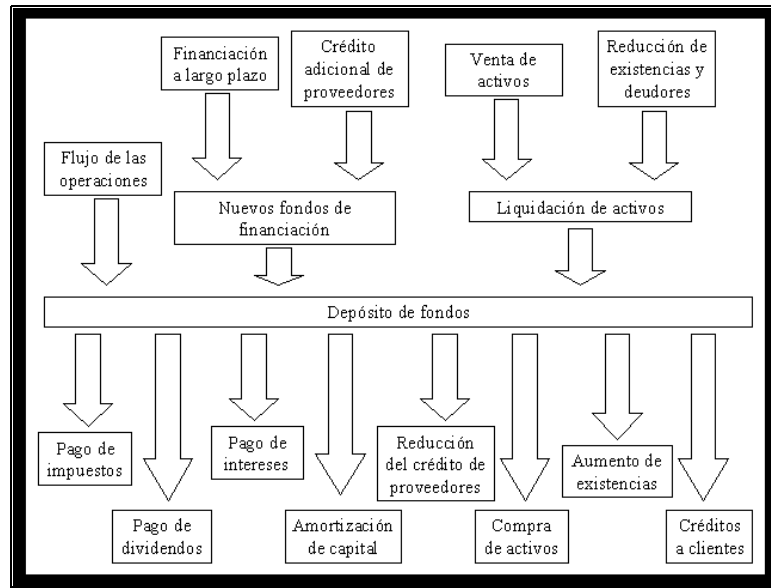 Financiación
a largo plazo
Crédito
adicional de
proveedores
Venta de
activos
Reducción de
existencias y
deudores
Flujo de las
operaciones
Nuevos fondos de
financiación
Liquidación de activos
Depósito de fondos
Pago de
impuestos
Pago de
intereses
Reducción
del crédito de
proveedores
Aumento de
existencias
Pago de
dividendos
Amortización
de capital
Compra
de activos
Créditos
a clientes